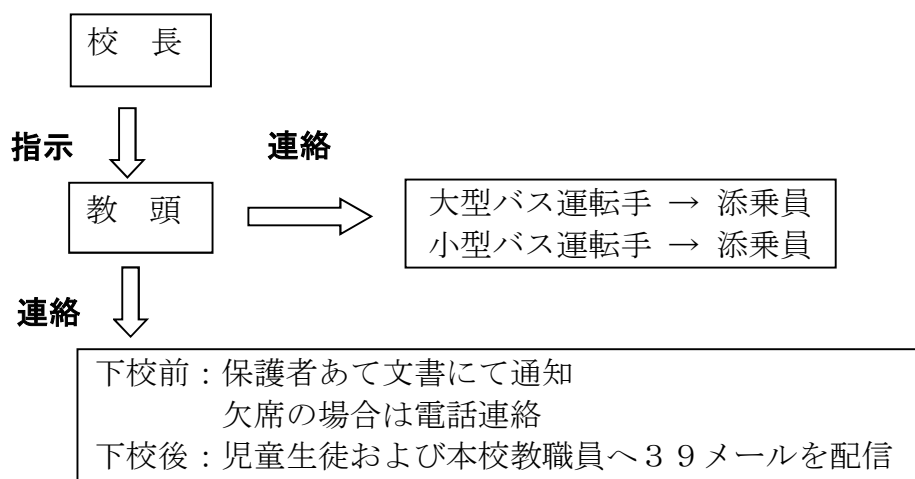 校　長
指示
連絡
教　頭
大型バス運転手 → 添乗員
小型バス運転手 → 添乗員
連絡
下校前：保護者あて文書にて通知
欠席の場合は電話連絡
下校後：児童生徒および本校教職員へ３９メールを配信